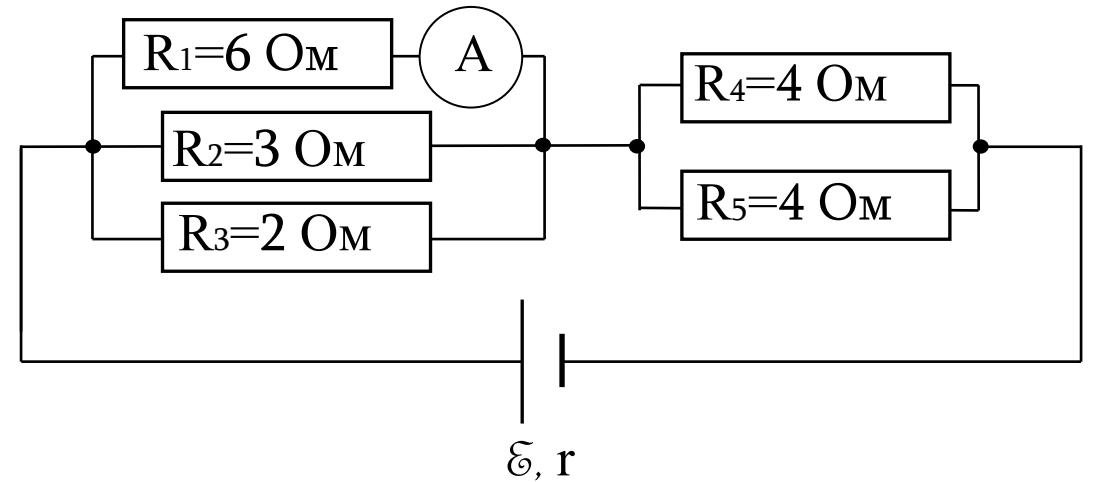 R₁=6 Ом
A
R₂=3 Ом
R₃=2 Ом
R₄=4 Ом
R₅=4 Ом
ℰ, r